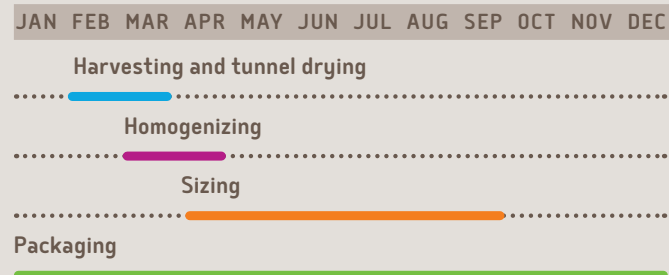 JAN FEB MAR APR MAY JUN JUL AUG SEP OCT NOV DEC
Harvesting and tunnel drying
Homogenizing
Sizing
Packaging